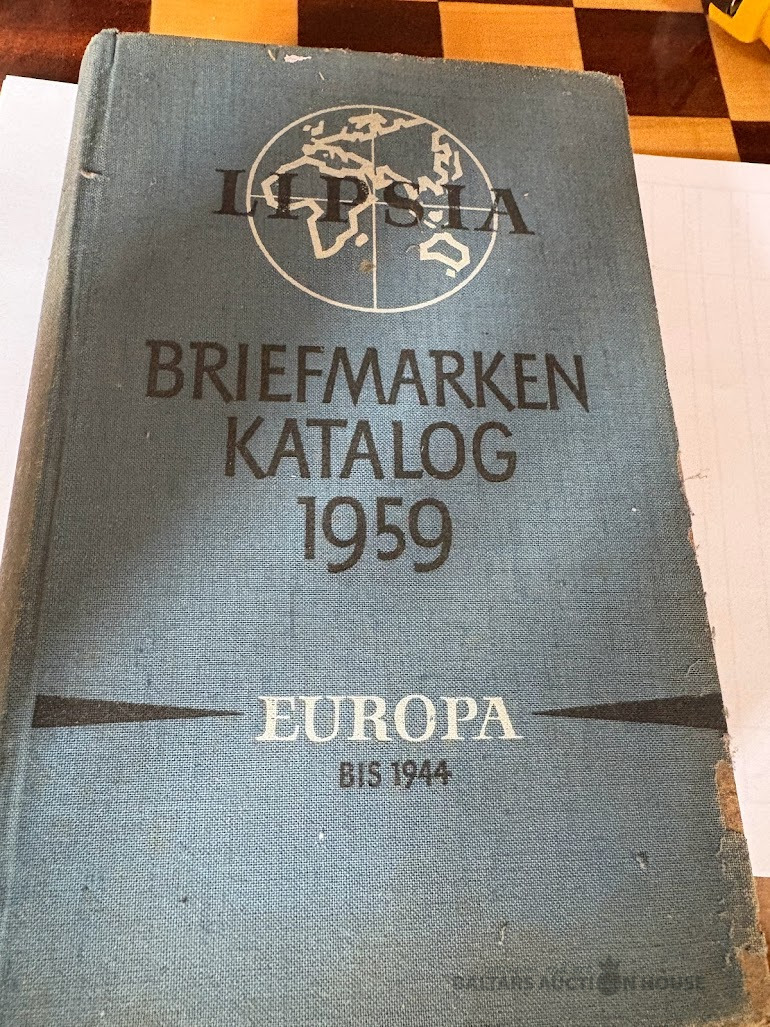 LIPSIA
BRIEFMARKEN
KATALOG
1959
EUROPA
BIS 1944
BALTARS AUCTION HOUSE